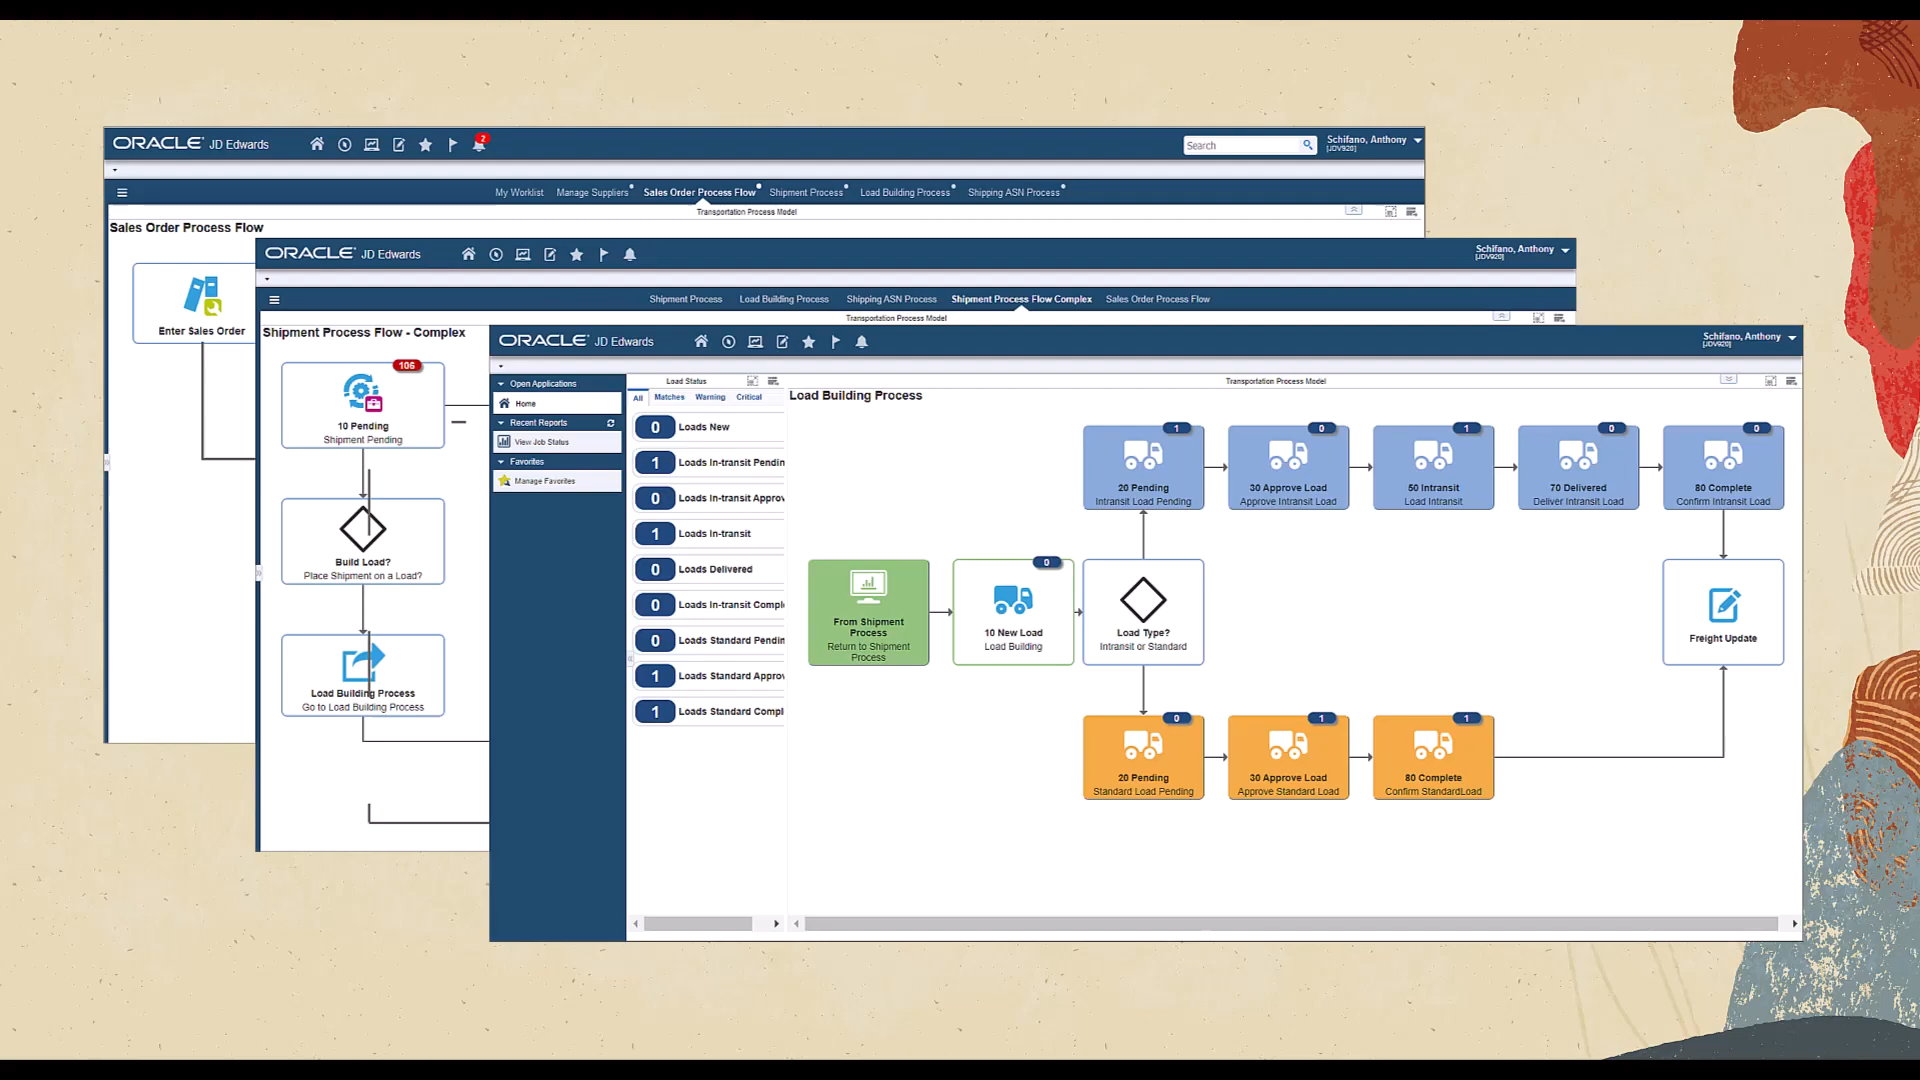 ORACLE JD Edwards
2
Search
Schifano, Anthony
[JDV920]
My Worklist Manage Suppliers Sales Order Process Flow Shipment Process Load Building Process Shipping ASN Process
Transportation Process Model
Sales Order Process Flow
Enter Sales Order
ORACLE JD Edwards
Schifano, Anthony
[JDV920]
Shipment Process Load Building Process Shipping ASN Process Shipment Process Flow Complex Sales Order Process Flow
Transportation Process Model
Shipment Process Flow - Complex
106
10 Pending
Shipment Pending
Build Load?
Place Shipment on a Load?
Load Building Process
Go to Load Building Process
ORACLE JD Edwards
Schifano, Anthony
[JDV920]
Open Applications
Home
Recent Reports
View Job Status
Favorites
Manage Favorites
Load Status
All Matches Warning Critical
0 Loads New
1 Loads In-transit Pendin
0 Loads In-transit Approv
1 Loads In-transit
0 Loads Delivered
0 Loads In-transit Compl
0 Loads Standard Pendin
1 Loads Standard Approv
1 Loads Standard Compl
Transportation Process Model
Load Building Process
1
20 Pending
Intransit Load Pending
0
30 Approve Load
Approve Intransit Load
1
50 Intransit
Load Intransit
0
70 Delivered
Deliver Intransit Load
0
80 Complete
Confirm Intransit Load
From Shipment
Process
Return to Shipment
Process
0
10 New Load
Load Building
Load Type?
Intransit or Standard
Freight Update
0
20 Pending
Standard Load Pending
1
30 Approve Load
Approve Standard Load
1
80 Complete
Confirm StandardLoad